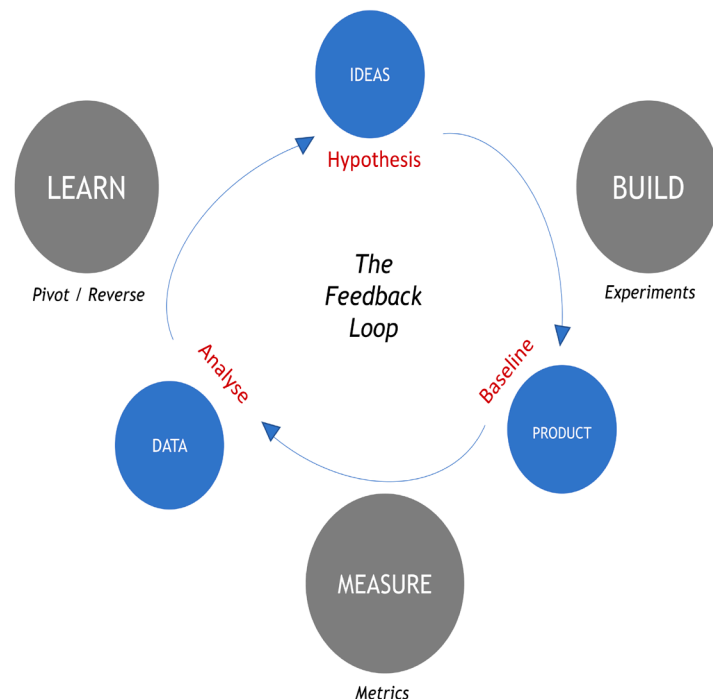 IDEAS
Hypothesis
LEARN
Pivot / Reverse
BUILD
Experiments
The
Feedback
Loop
Analyse
Baseline
DATA
PRODUCT
MEASURE
Metrics